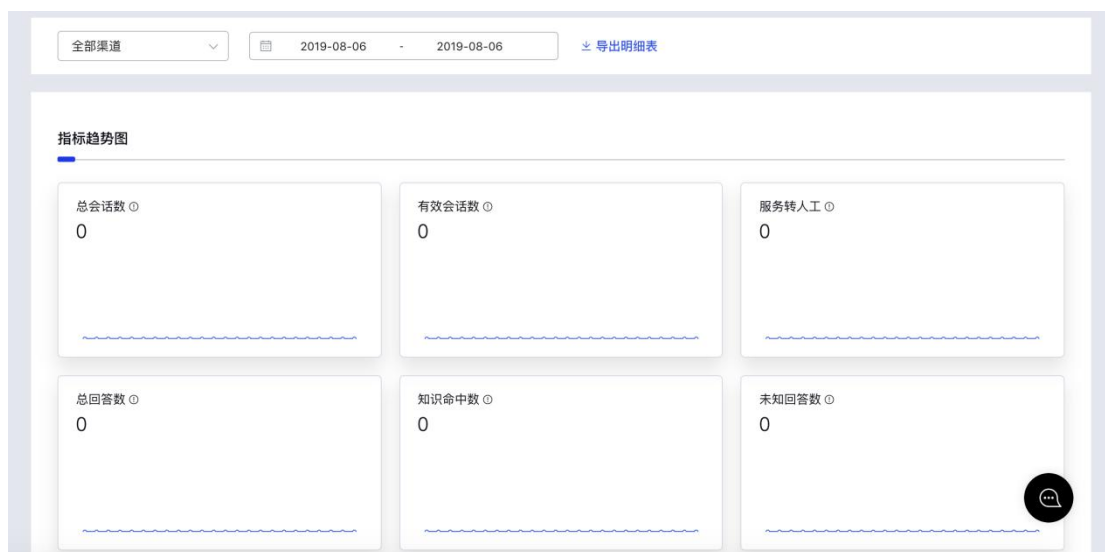 全部渠道 2019-08-06 - 2019-08-06 导出明细表
指标趋势图
总会话数 有效会话数 服务转人工
0 0 0
总回答数 知识命中数 未知回答数
0 0 0